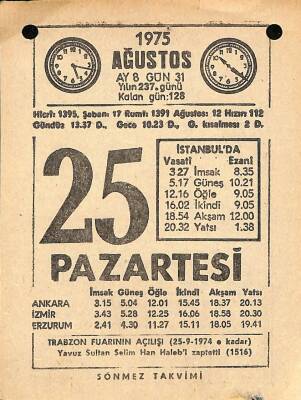 1975
AĞUSTOS
AY 8 GÜN 31
Yılın 237. günü
Kalan gün: 128
Hicri: 1395, Şaban: 17 Rumi: 1391 Ağustos: 12 Hızır: 112
Gündüz 13.37 D., Gece 10.23 D., G. kısalması 2 D.
25
İSTANBUL'DA
Vasati Ezani
3.27 İmsak 8.35
5.17 Güneş 10.21
12.16 Öğle 9.05
16.02 İkindi 9.05
18.54 Akşam 12.00
20.32 Yatsı 1.38
PAZARTESİ
İmsak Güneş Öğle İkindi Akşam Yatsı
ANKARA 3.15 5.04 12.01 15.45 18.37 20.13
İZMİR 3.43 5.28 12.25 16.06 18.58 20.30
ERZURUM 2.41 4.30 11.27 15.11 18.05 19.41
TRABZON FUARININ AÇILIŞI (25-9-1974 e kadar)
Yavuz Sultan Selim Han Haleb'i zaptetti (1516)
SÖNMEZ TAKVİMİ